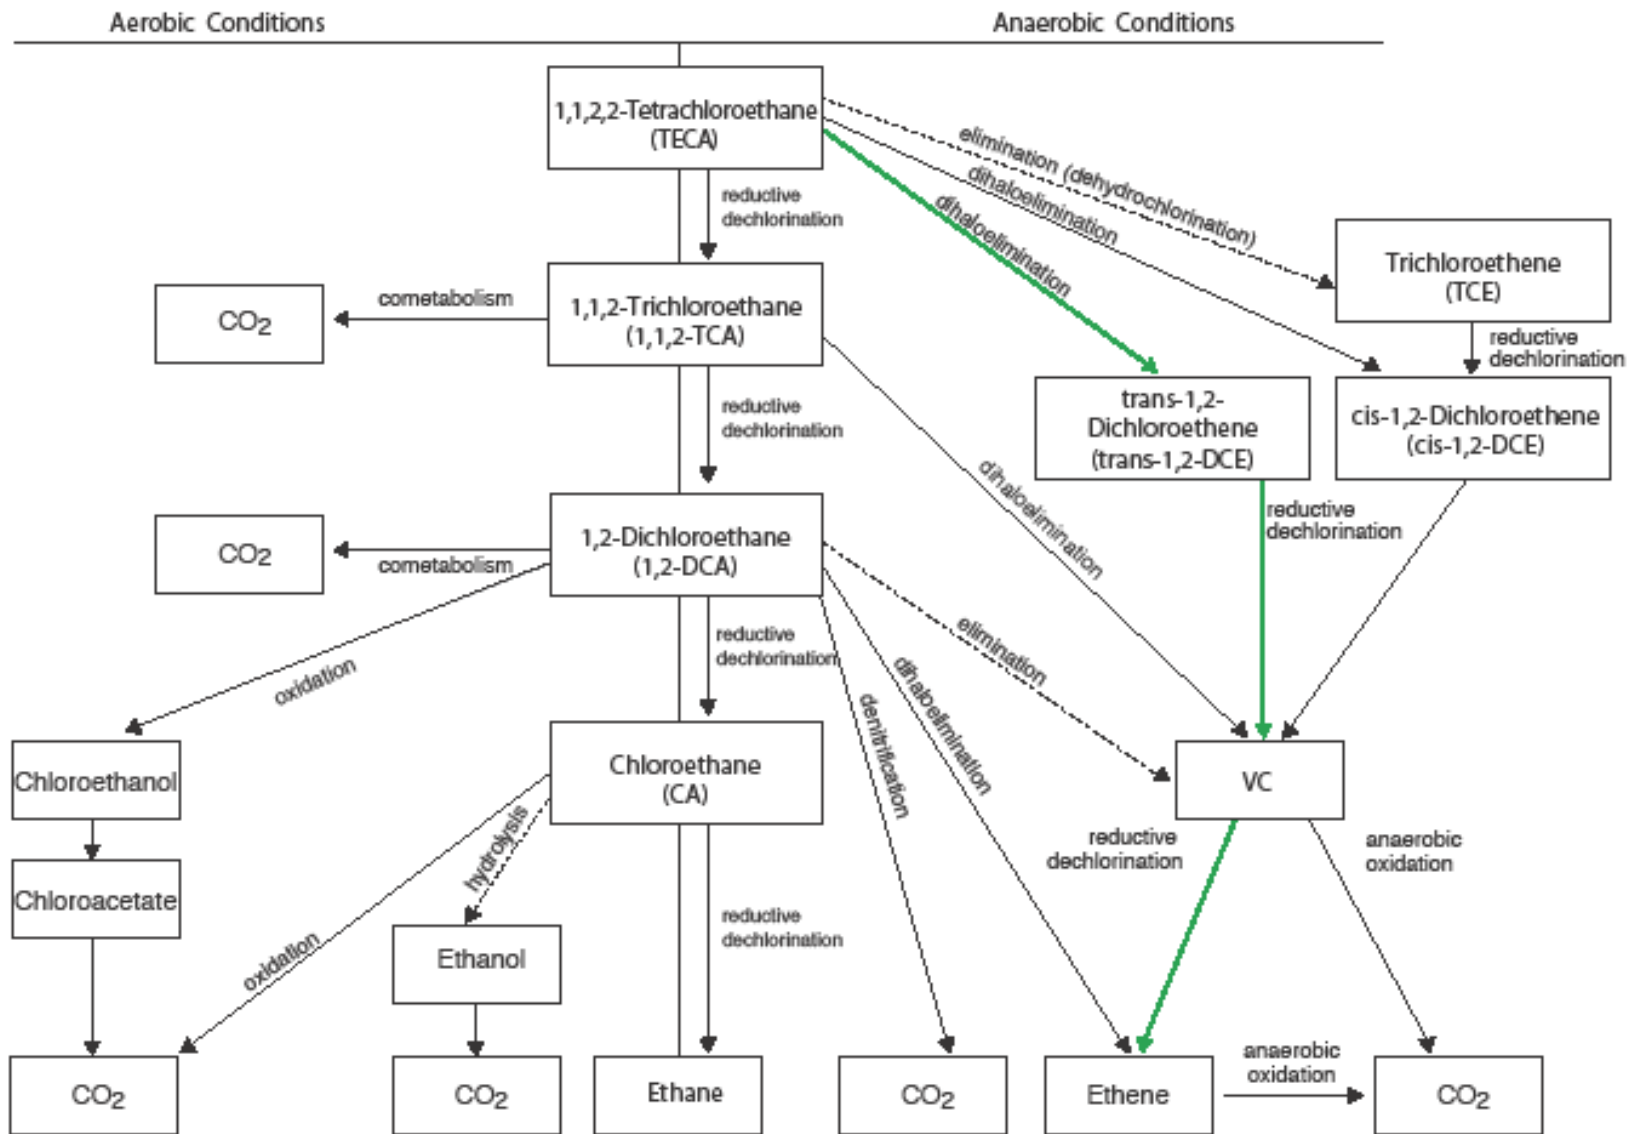 Aerobic Conditions
Anaerobic Conditions
1,1,2,2-Tetrachloroethane
(TECA)
elimination (dehydrochlorination)
dihaloelimination
dihaloelimination
reductive
dechlorination
Trichloroethene
(TCE)
reductive
dechlorination
CO2
cometabolism
1,1,2-Trichloroethane
(1,1,2-TCA)
reductive
dechlorination
dihaloelimination
trans-1,2-
Dichloroethene
(trans-1,2-DCE)
cis-1,2-Dichloroethene
(cis-1,2-DCE)
reductive
dechlorination
CO2
cometabolism
1,2-Dichloroethane
(1,2-DCA)
oxidation
reductive
dechlorination
denitrification
dihaloelimination
elimination
Chloroethanol
Chloroacetate
Chloroethane
(CA)
VC
hydrolysis
oxidation
reductive
dechlorination
reductive
dechlorination
anaerobic
oxidation
Ethanol
anaerobic
oxidation
CO2
CO2
Ethane
CO2
Ethene
CO2